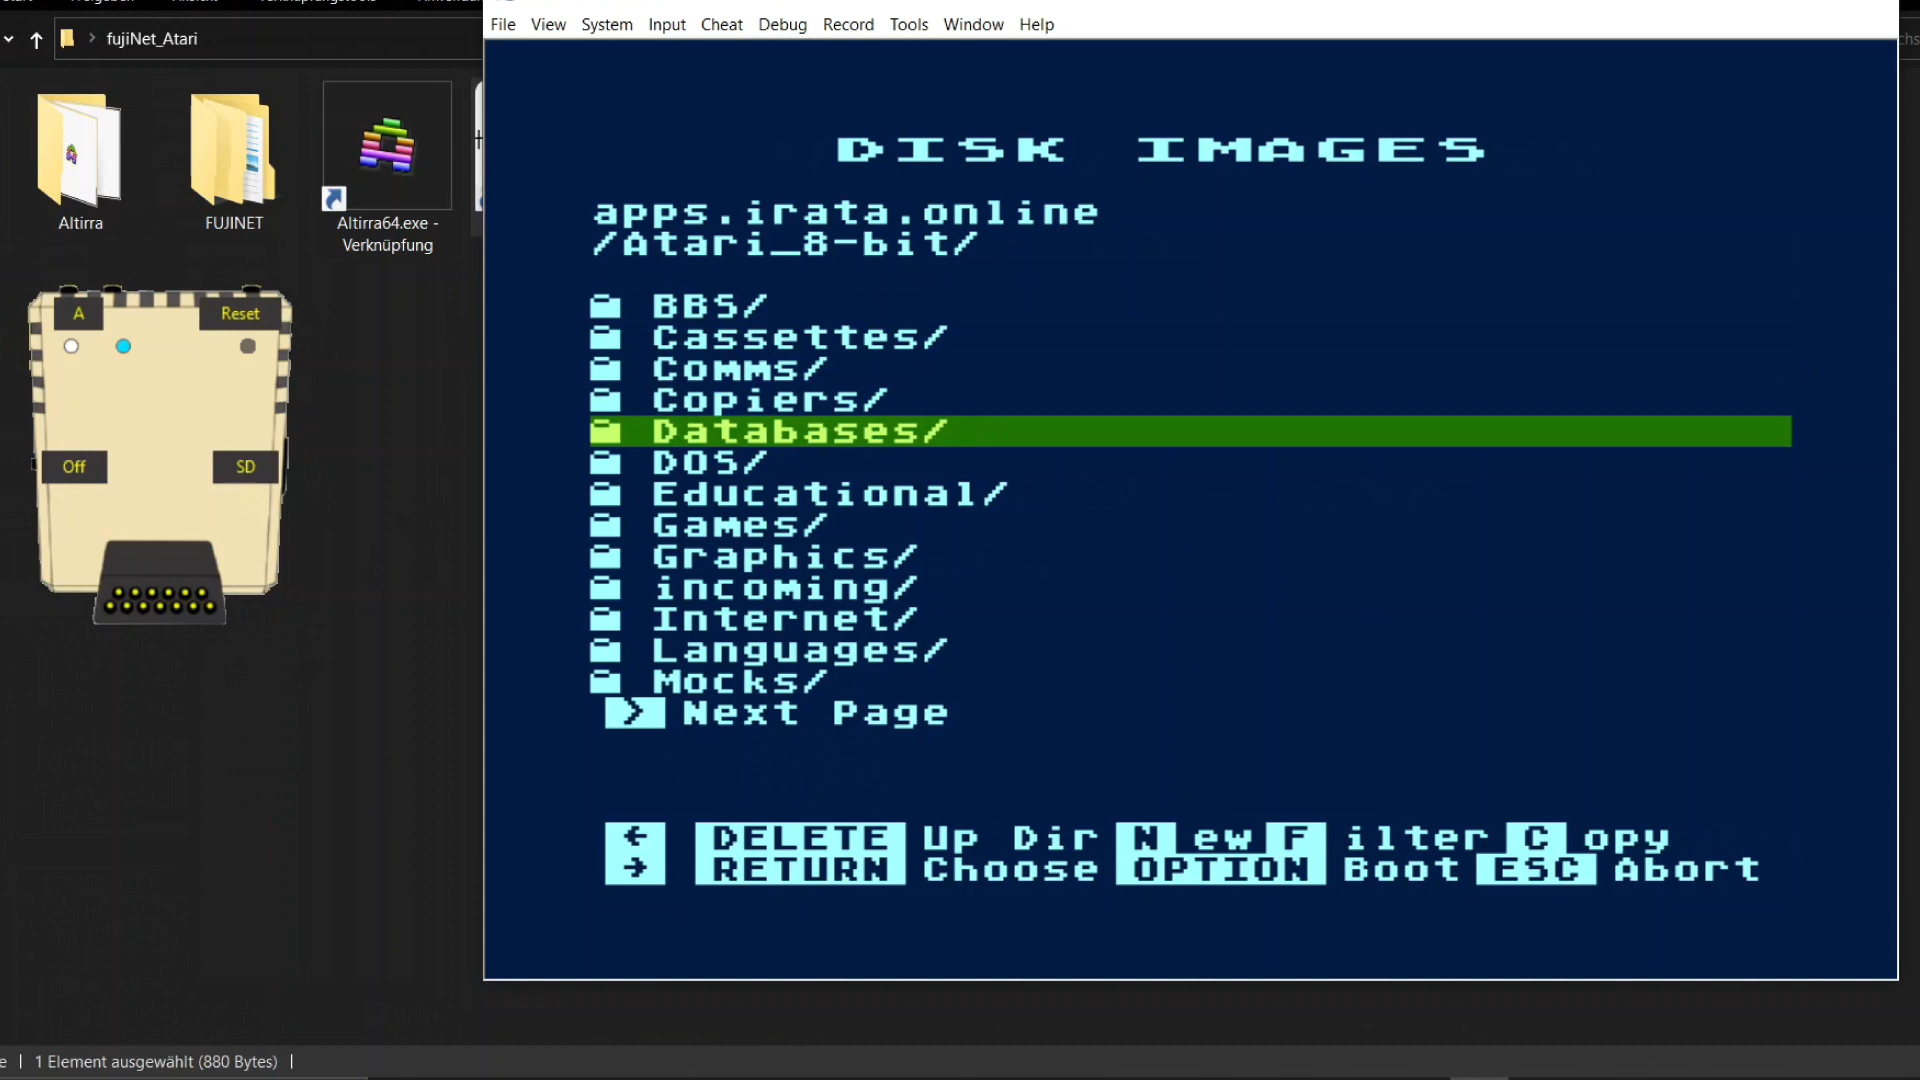 File View System Input Cheat Debug Record Tools Window Help
fujiNet_Atari
Altirra
FUJINET
Altirra64.exe -
Verknüpfung
A
Reset
Off
SD
DISK IMAGES
apps.irata.online
/Atari_8-bit/
BBS/
Cassettes/
Comms/
Copiers/
Databases/
DOS/
Educational/
Games/
Graphics/
incoming/
Internet/
Languages/
Mocks/
> Next Page
← DELETE Up Dir New Filter Copy
→ RETURN Choose OPTION Boot ESC Abort
1 Element ausgewählt (880 Bytes)